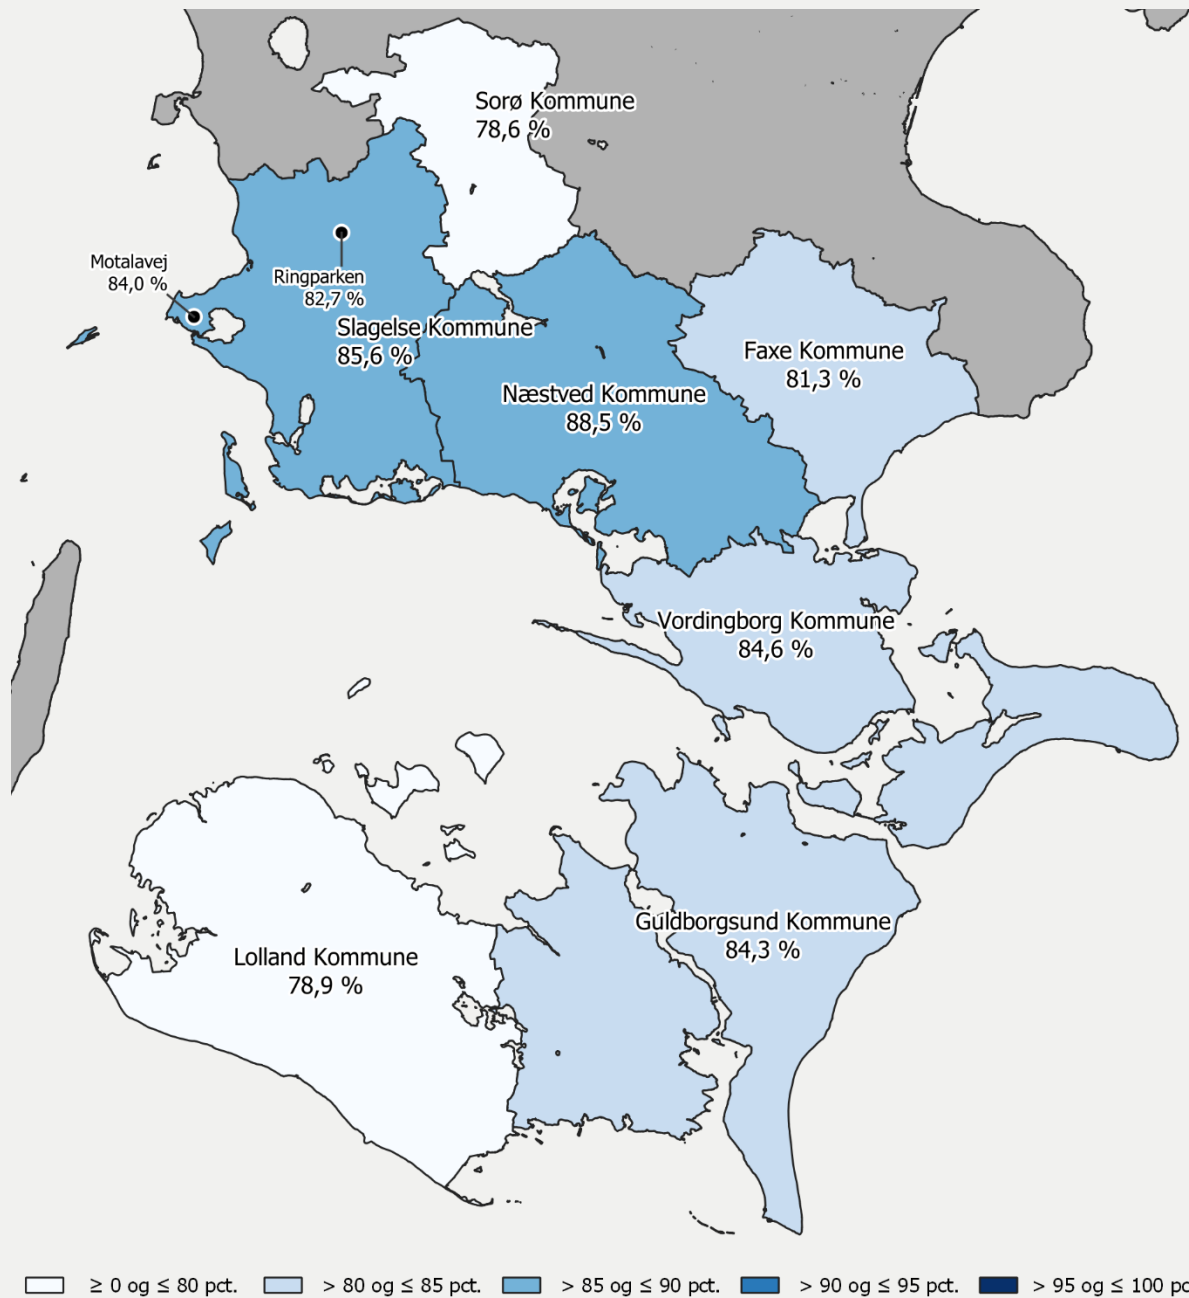 Sorø Kommune
78,6 %
Motalavej
84,0 %
Ringparken
82,7 %
Slagelse Kommune
85,6 %
Faxe Kommune
81,3 %
Næstved Kommune
88,5 %
Vordingborg Kommune
84,6 %
Guldborgsund Kommune
84,3 %
Lolland Kommune
78,9 %
≥ 0 og ≤ 80 pct. > 80 og ≤ 85 pct. > 85 og ≤ 90 pct. > 90 og ≤ 95 pct. > 95 og ≤ 100 pc